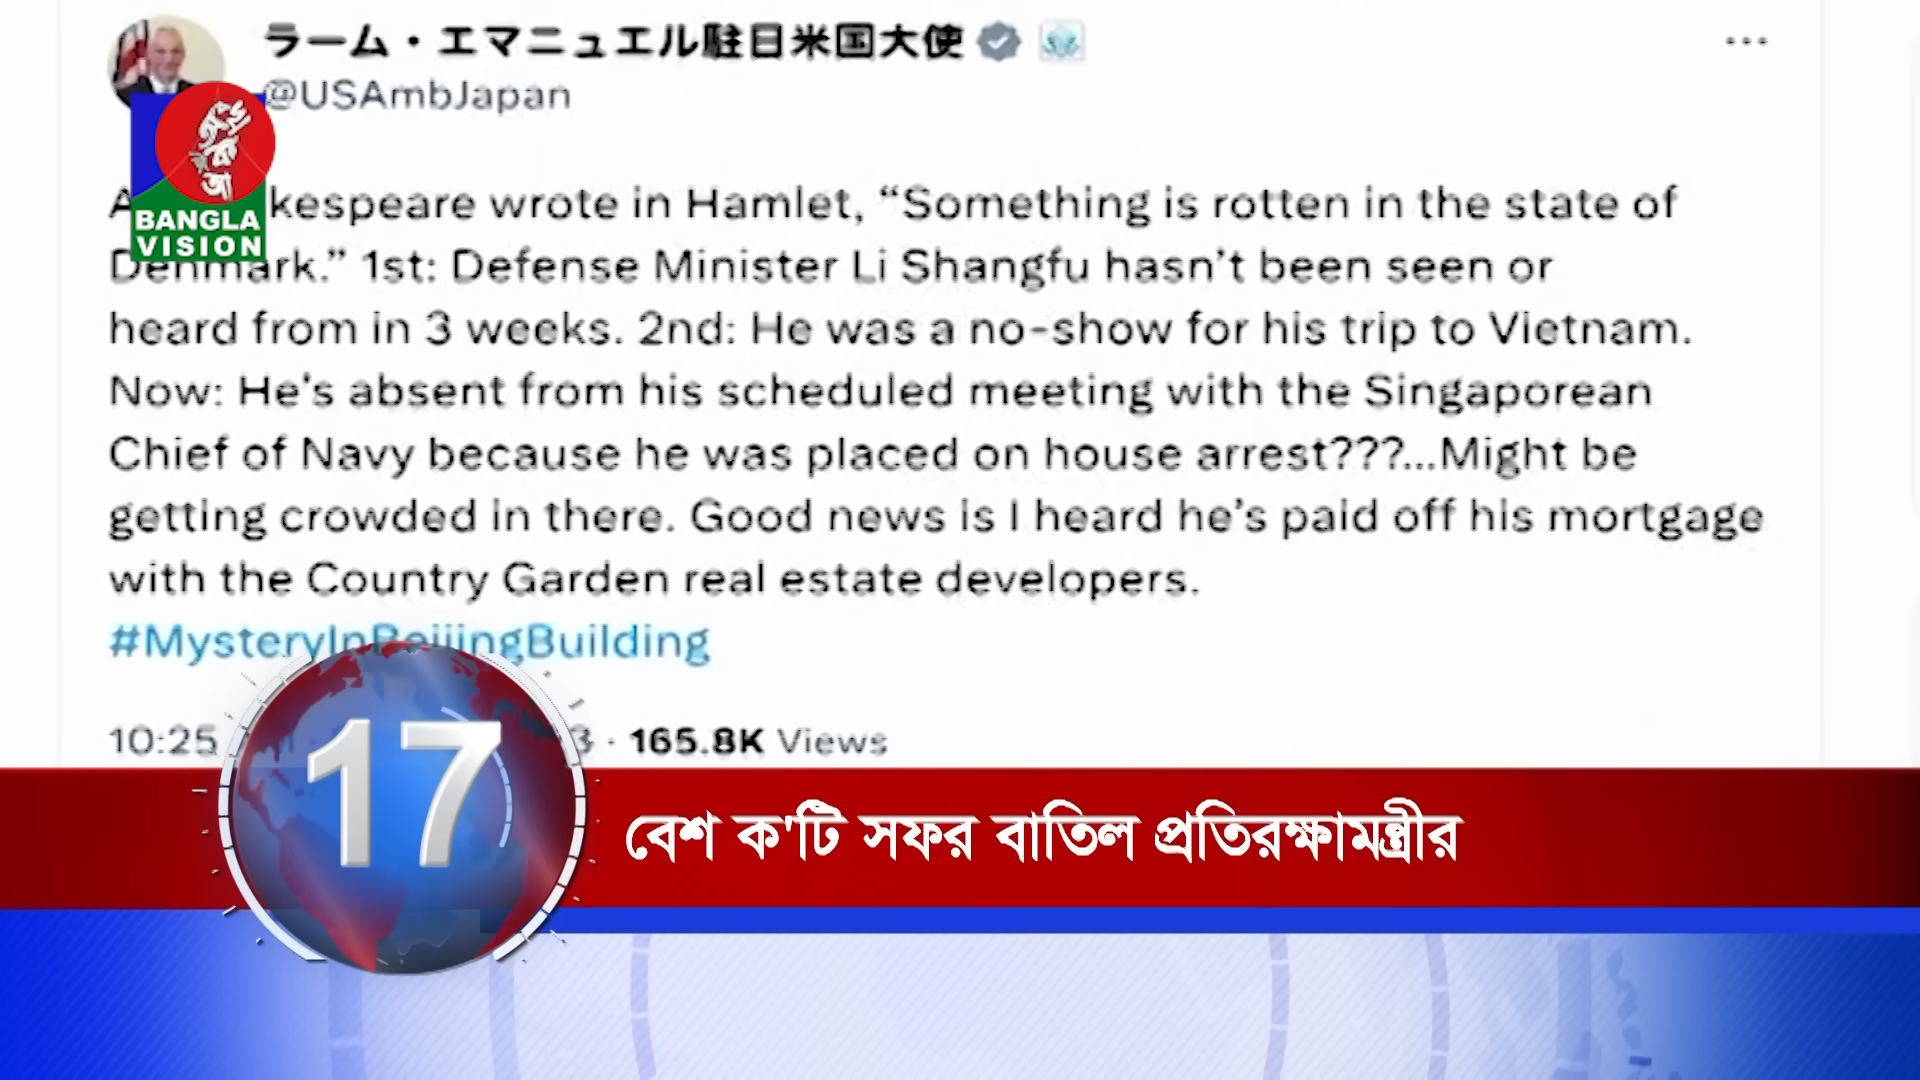 ラーム・エマニュエル駐日米国大使
@USAmbJapan
kespeare wrote in Hamlet, “Something is rotten in the state of
Denmark.” 1st: Defense Minister Li Shangfu hasn’t been seen or
heard from in 3 weeks. 2nd: He was a no-show for his trip to Vietnam.
Now: He's absent from his scheduled meeting with the Singaporean
Chief of Navy because he was placed on house arrest???...Might be
getting crowded in there. Good news is I heard he’s paid off his mortgage
with the Country Garden real estate developers.
#MysteryInBeijingBuilding
10:25 3 · 165.8K Views
BANGLA
VISION
17
বেশ ক'টি সফর বাতিল প্রতিরক্ষামন্ত্রীর